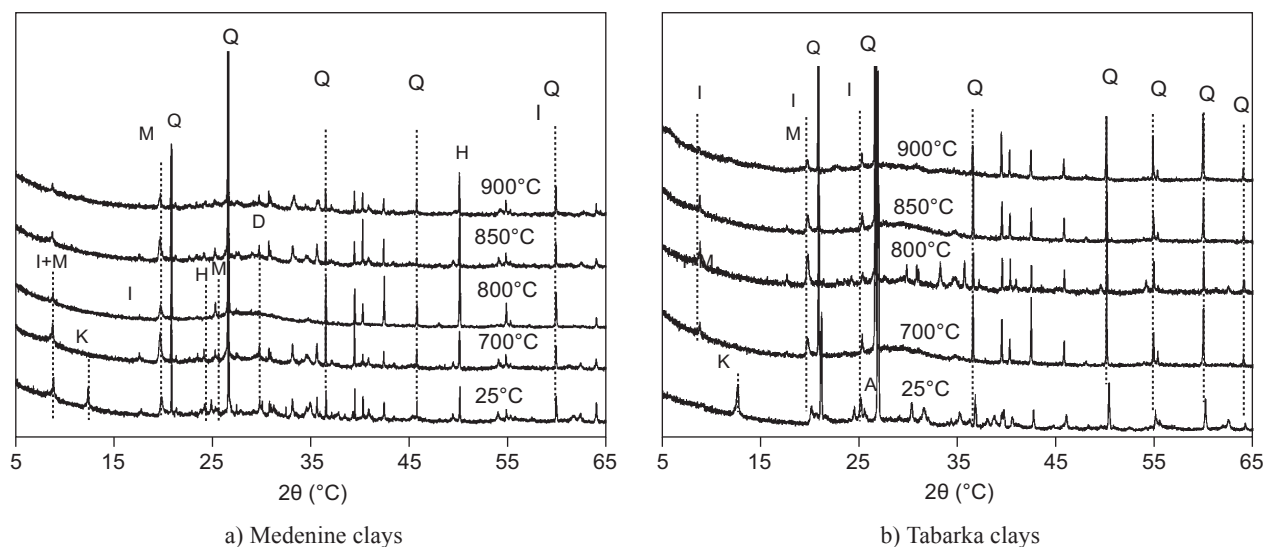 Q
Q
Q
Q
I
M
Q
H
900°C
D
850°C
I+M
H
M
I
800°C
K
700°C
25°C
5
15
25
35
45
55
65
2θ (°C)
a) Medenine clays
Q
Q
I
I
I
M
Q
Q
Q
Q
Q
900°C
850°C
800°C
M
700°C
K
A
25°C
5
15
25
35
45
55
65
2θ (°C)
b) Tabarka clays